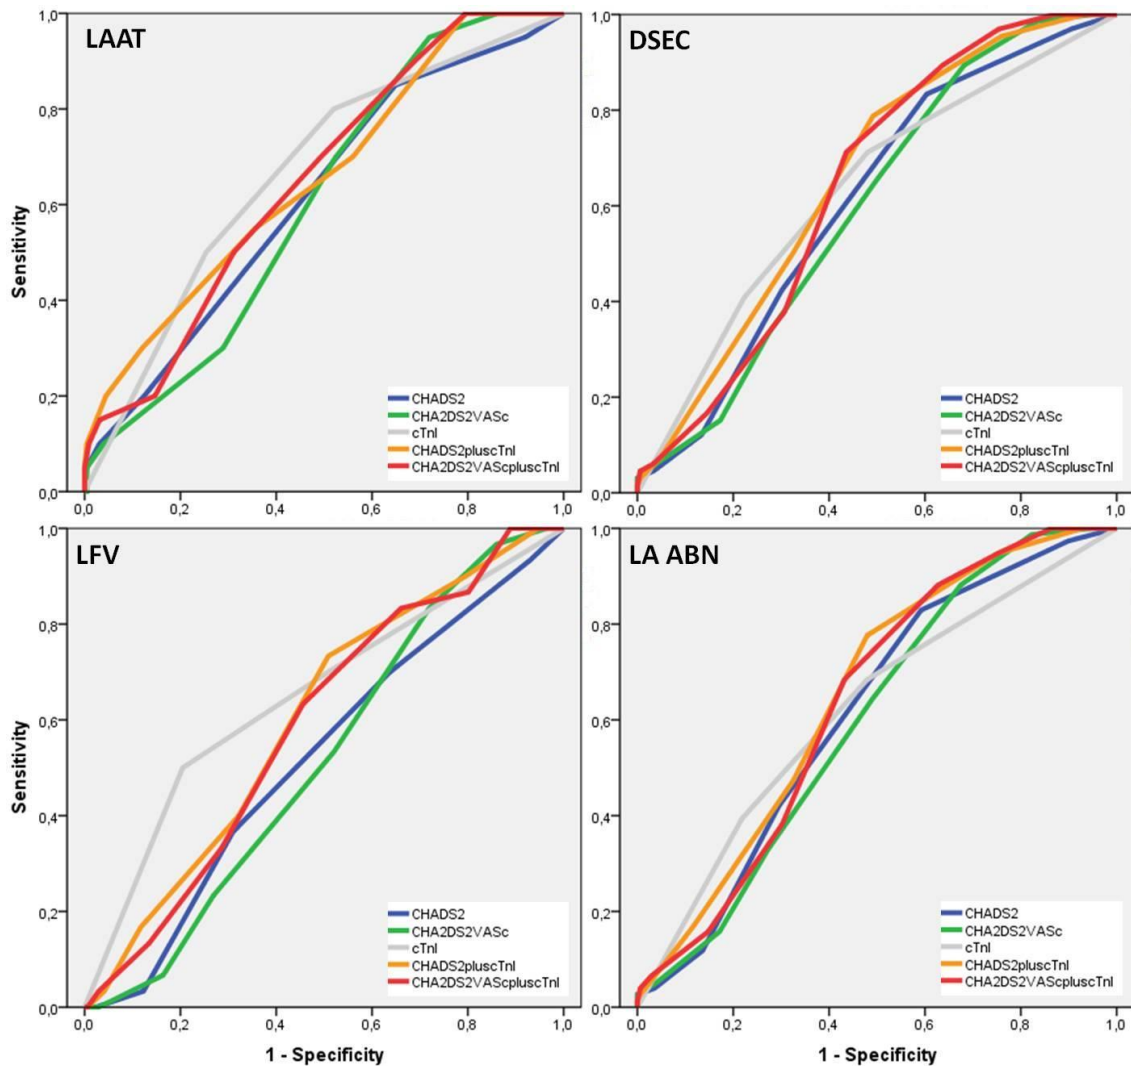 LAAT
Sensitivity
1,0
0,8
0,6
0,4
0,2
0,0
0,0 0,2 0,4 0,6 0,8 1,0
CHADS2
CHA2DS2VASc
cTnI
CHADS2pluscTnI
CHA2DS2VAScpluscTnI
DSEC
1,0
0,8
0,6
0,4
0,2
0,0
0,0 0,2 0,4 0,6 0,8 1,0
CHADS2
CHA2DS2VASc
cTnI
CHADS2pluscTnI
CHA2DS2VAScpluscTnI
LFV
Sensitivity
1,0
0,8
0,6
0,4
0,2
0,0
0,0 0,2 0,4 0,6 0,8 1,0
1 - Specificity
CHADS2
CHA2DS2VASc
cTnI
CHADS2pluscTnI
CHA2DS2VAScpluscTnI
LA ABN
1,0
0,8
0,6
0,4
0,2
0,0
0,0 0,2 0,4 0,6 0,8 1,0
1 - Specificity
CHADS2
CHA2DS2VASc
cTnI
CHADS2pluscTnI
CHA2DS2VAScpluscTnI